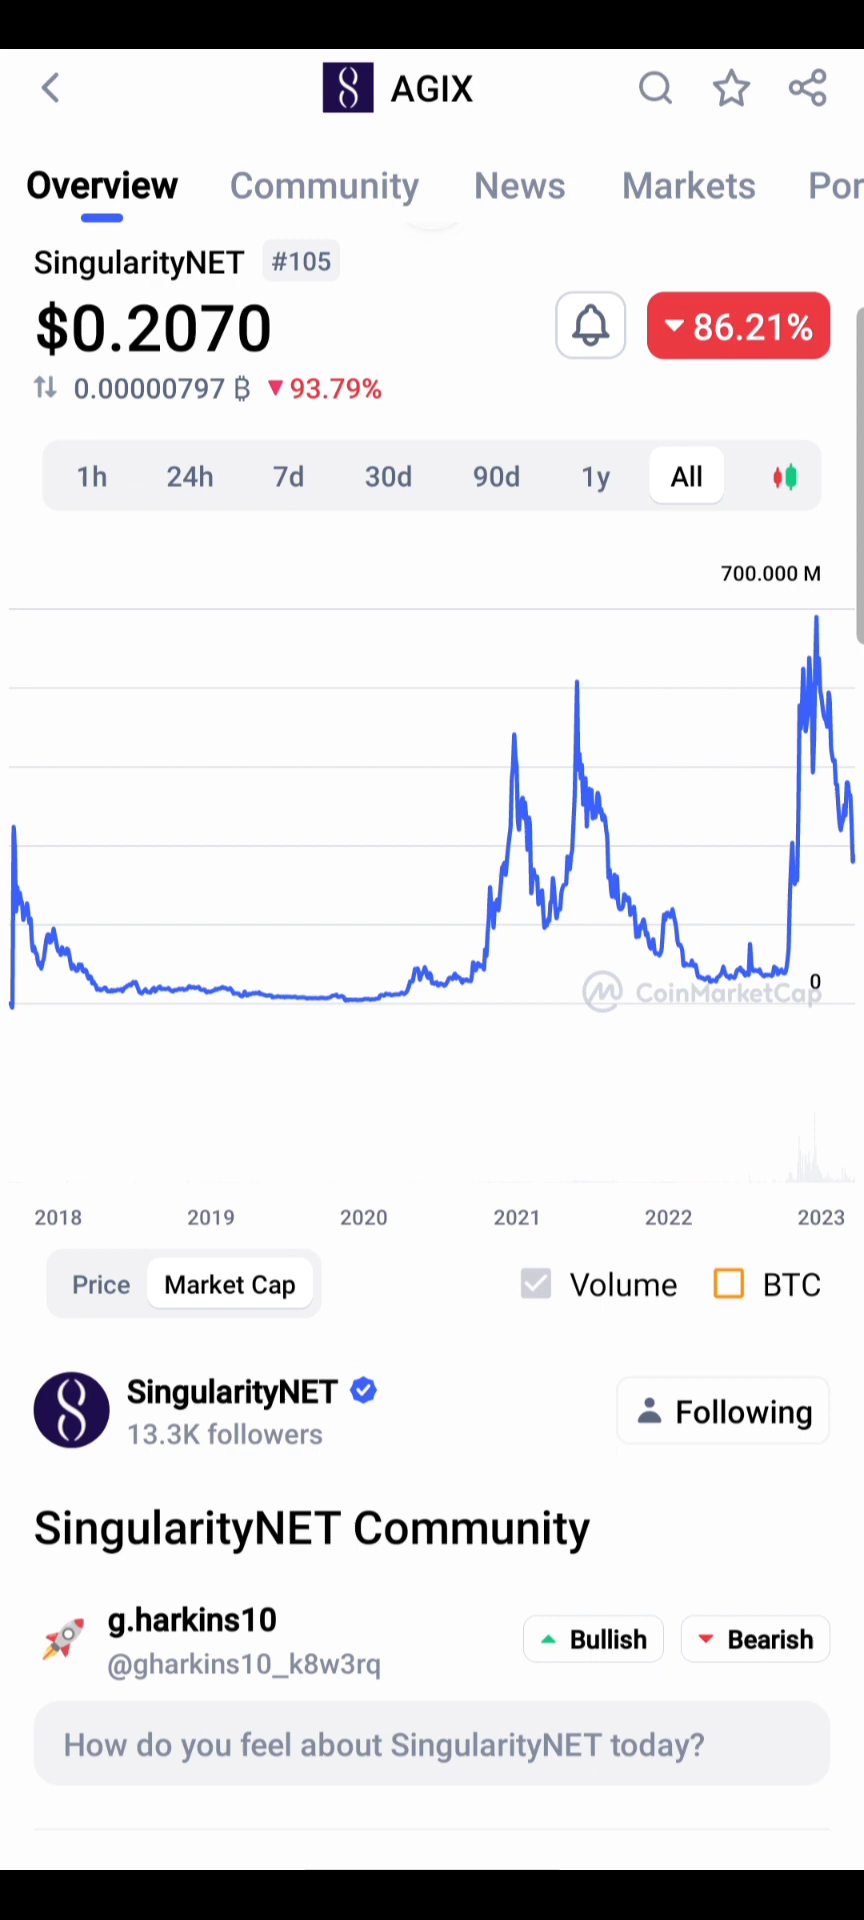 AGIX
Overview Community News Markets Por
SingularityNET #105
$0.2070 86.21%
0.00000797 ₿ 93.79%
1h 24h 7d 30d 90d 1y All
700.000 M
0
CoinMarketCap
2018 2019 2020 2021 2022 2023
Price Market Cap Volume BTC
SingularityNET
13.3K followers
Following
SingularityNET Community
g.harkins10
@gharkins10_k8w3rq
Bullish Bearish
How do you feel about SingularityNET today?